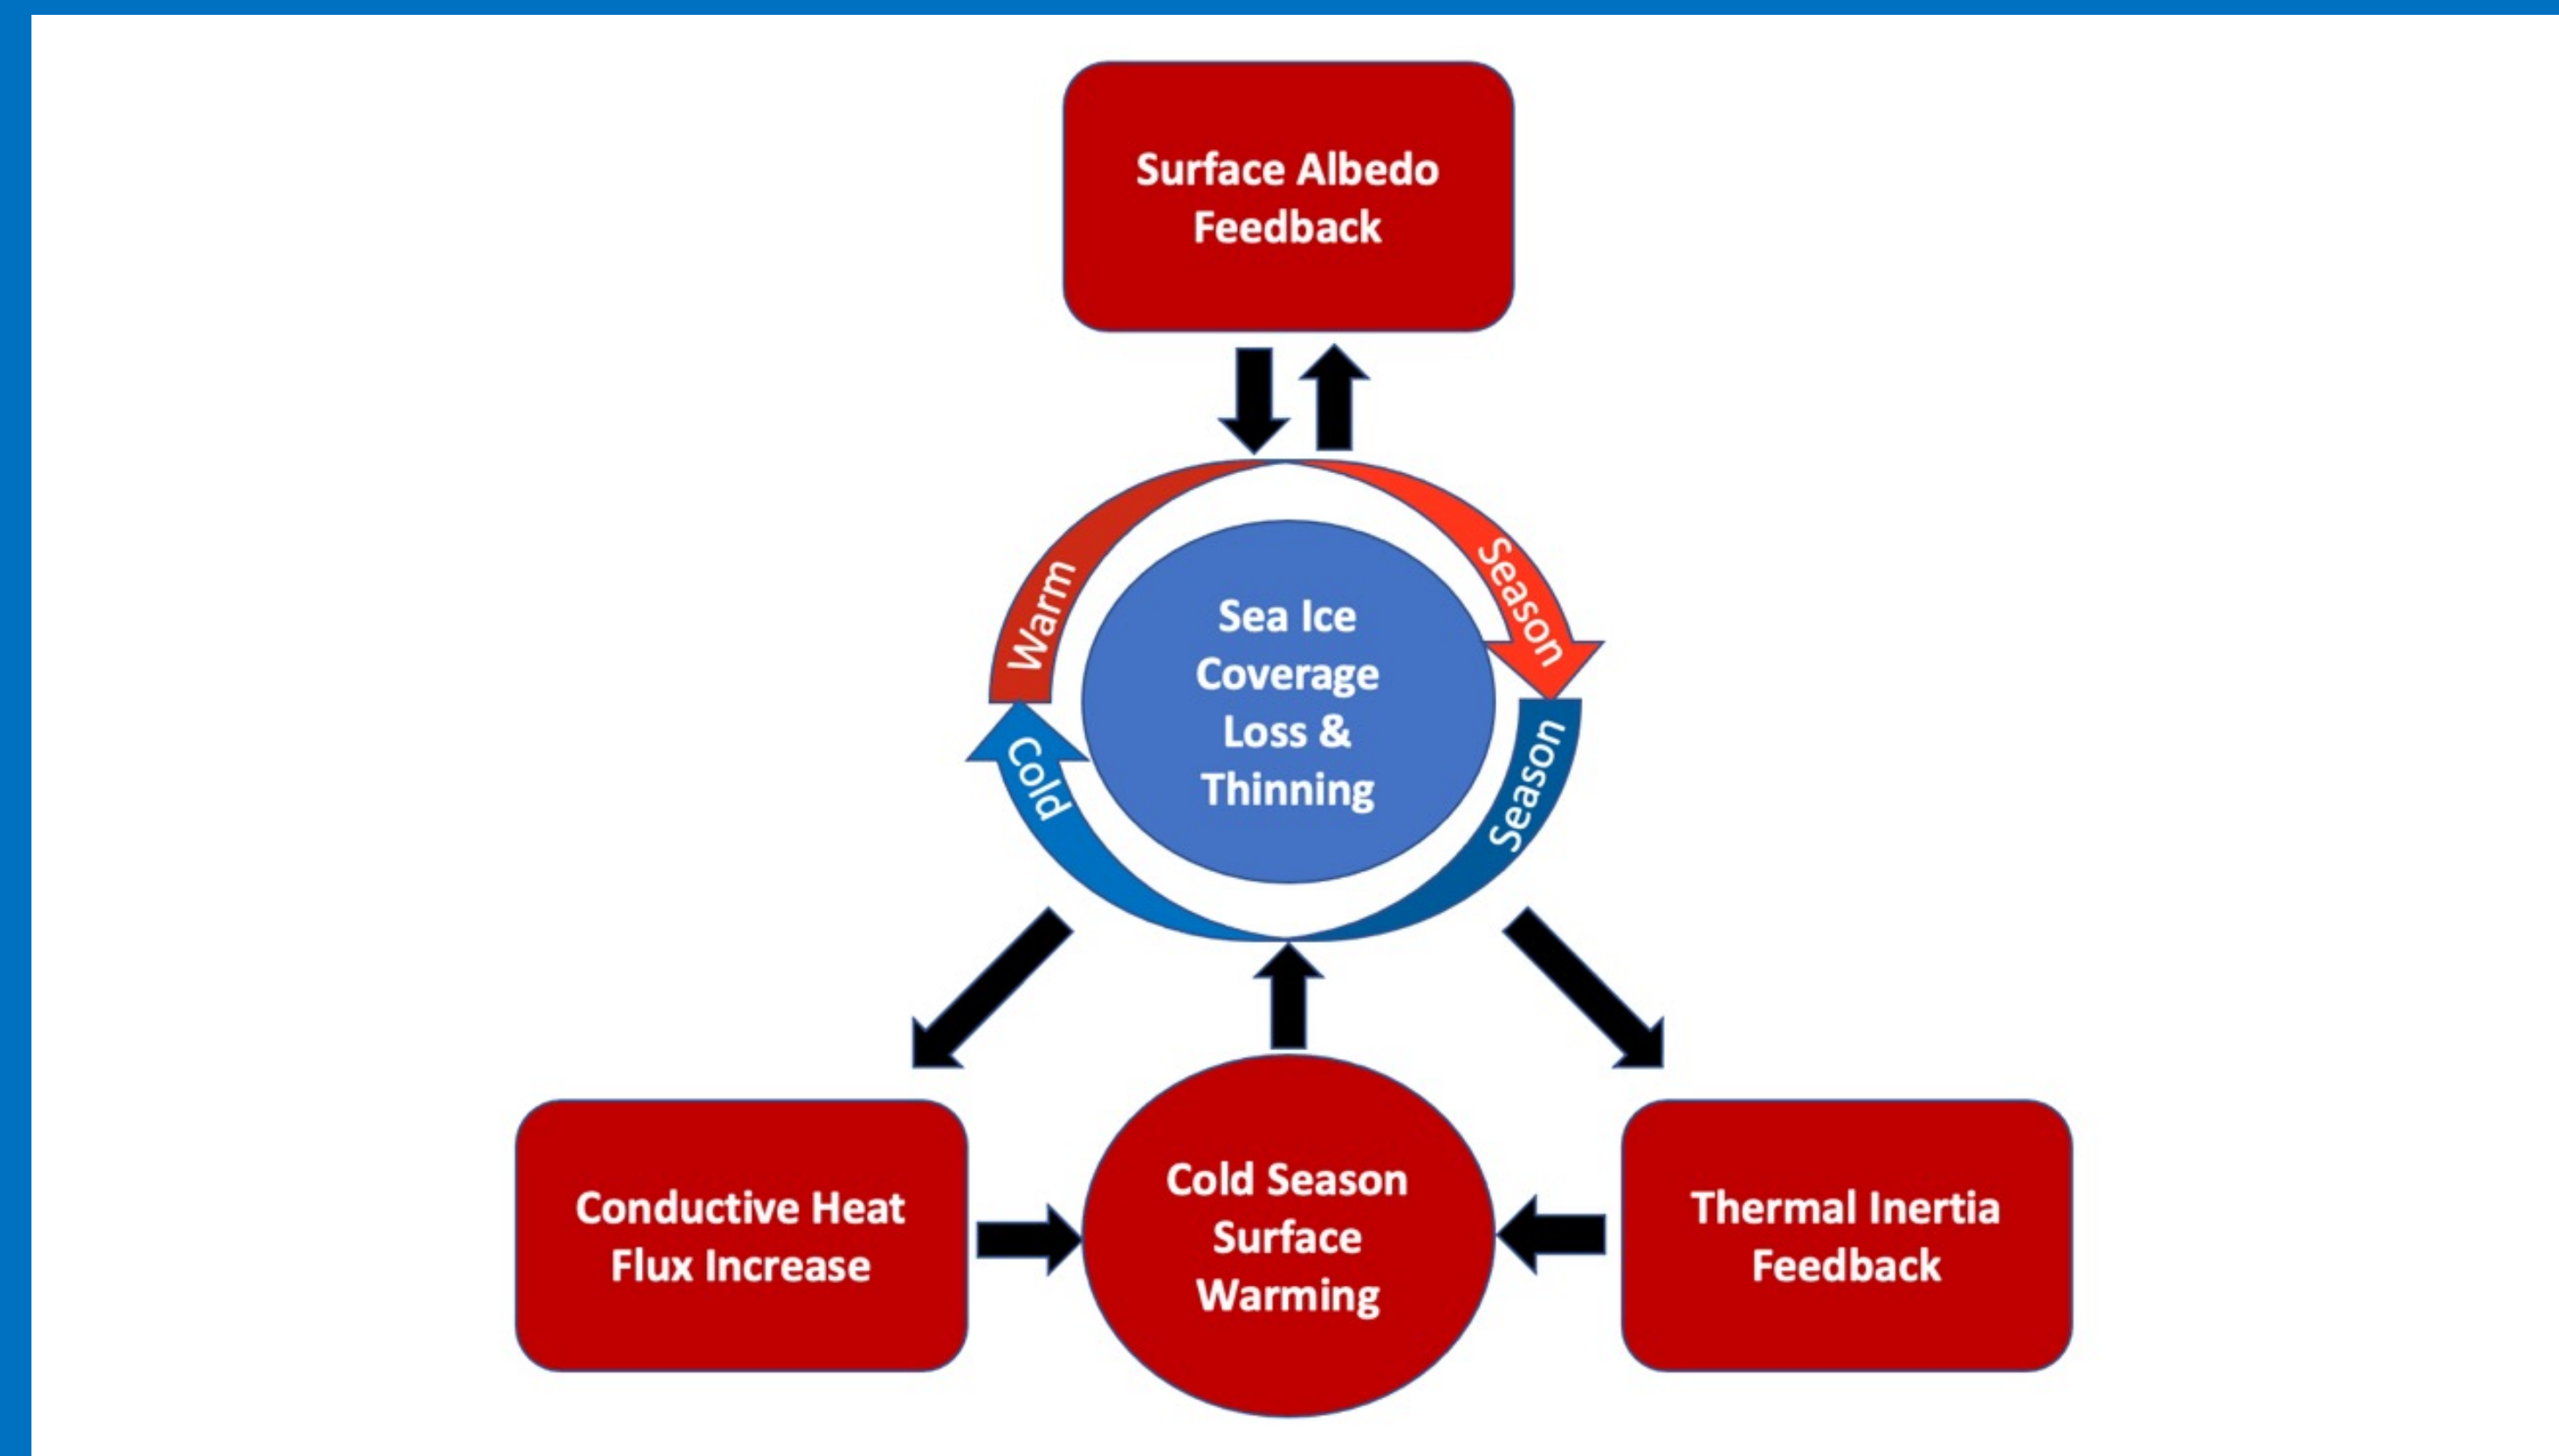 Surface Albedo
Feedback
Warm
Season
Sea Ice
Coverage
Loss &
Thinning
Cold
Season
Conductive Heat
Flux Increase
Cold Season
Surface
Warming
Thermal Inertia
Feedback